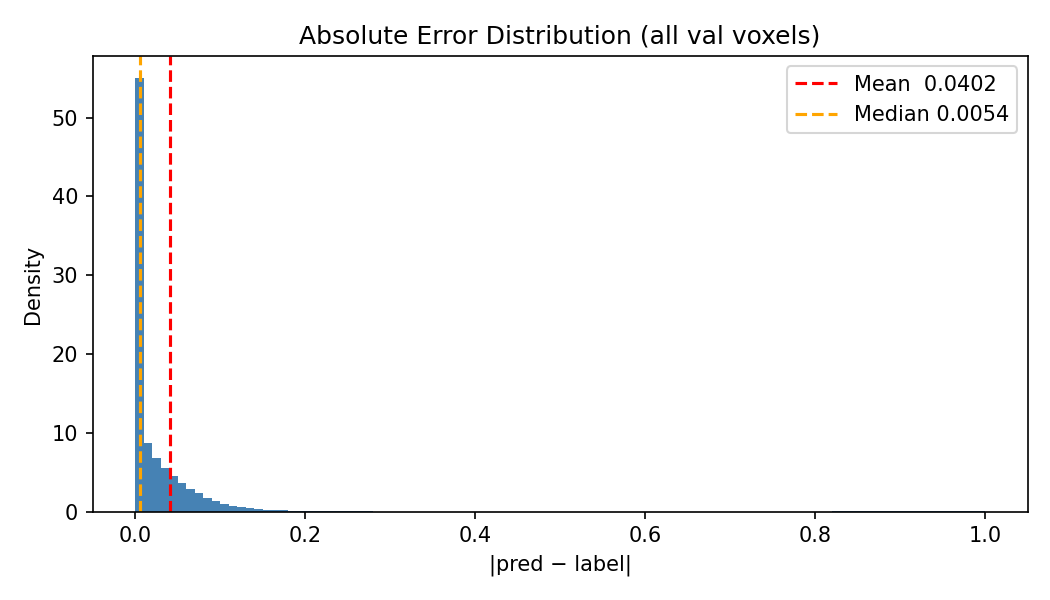 Absolute Error Distribution (all val voxels)
Mean  0.0402
Median 0.0054
Density
50
40
30
20
10
0
0.0 0.2 0.4 0.6 0.8 1.0
|pred − label|